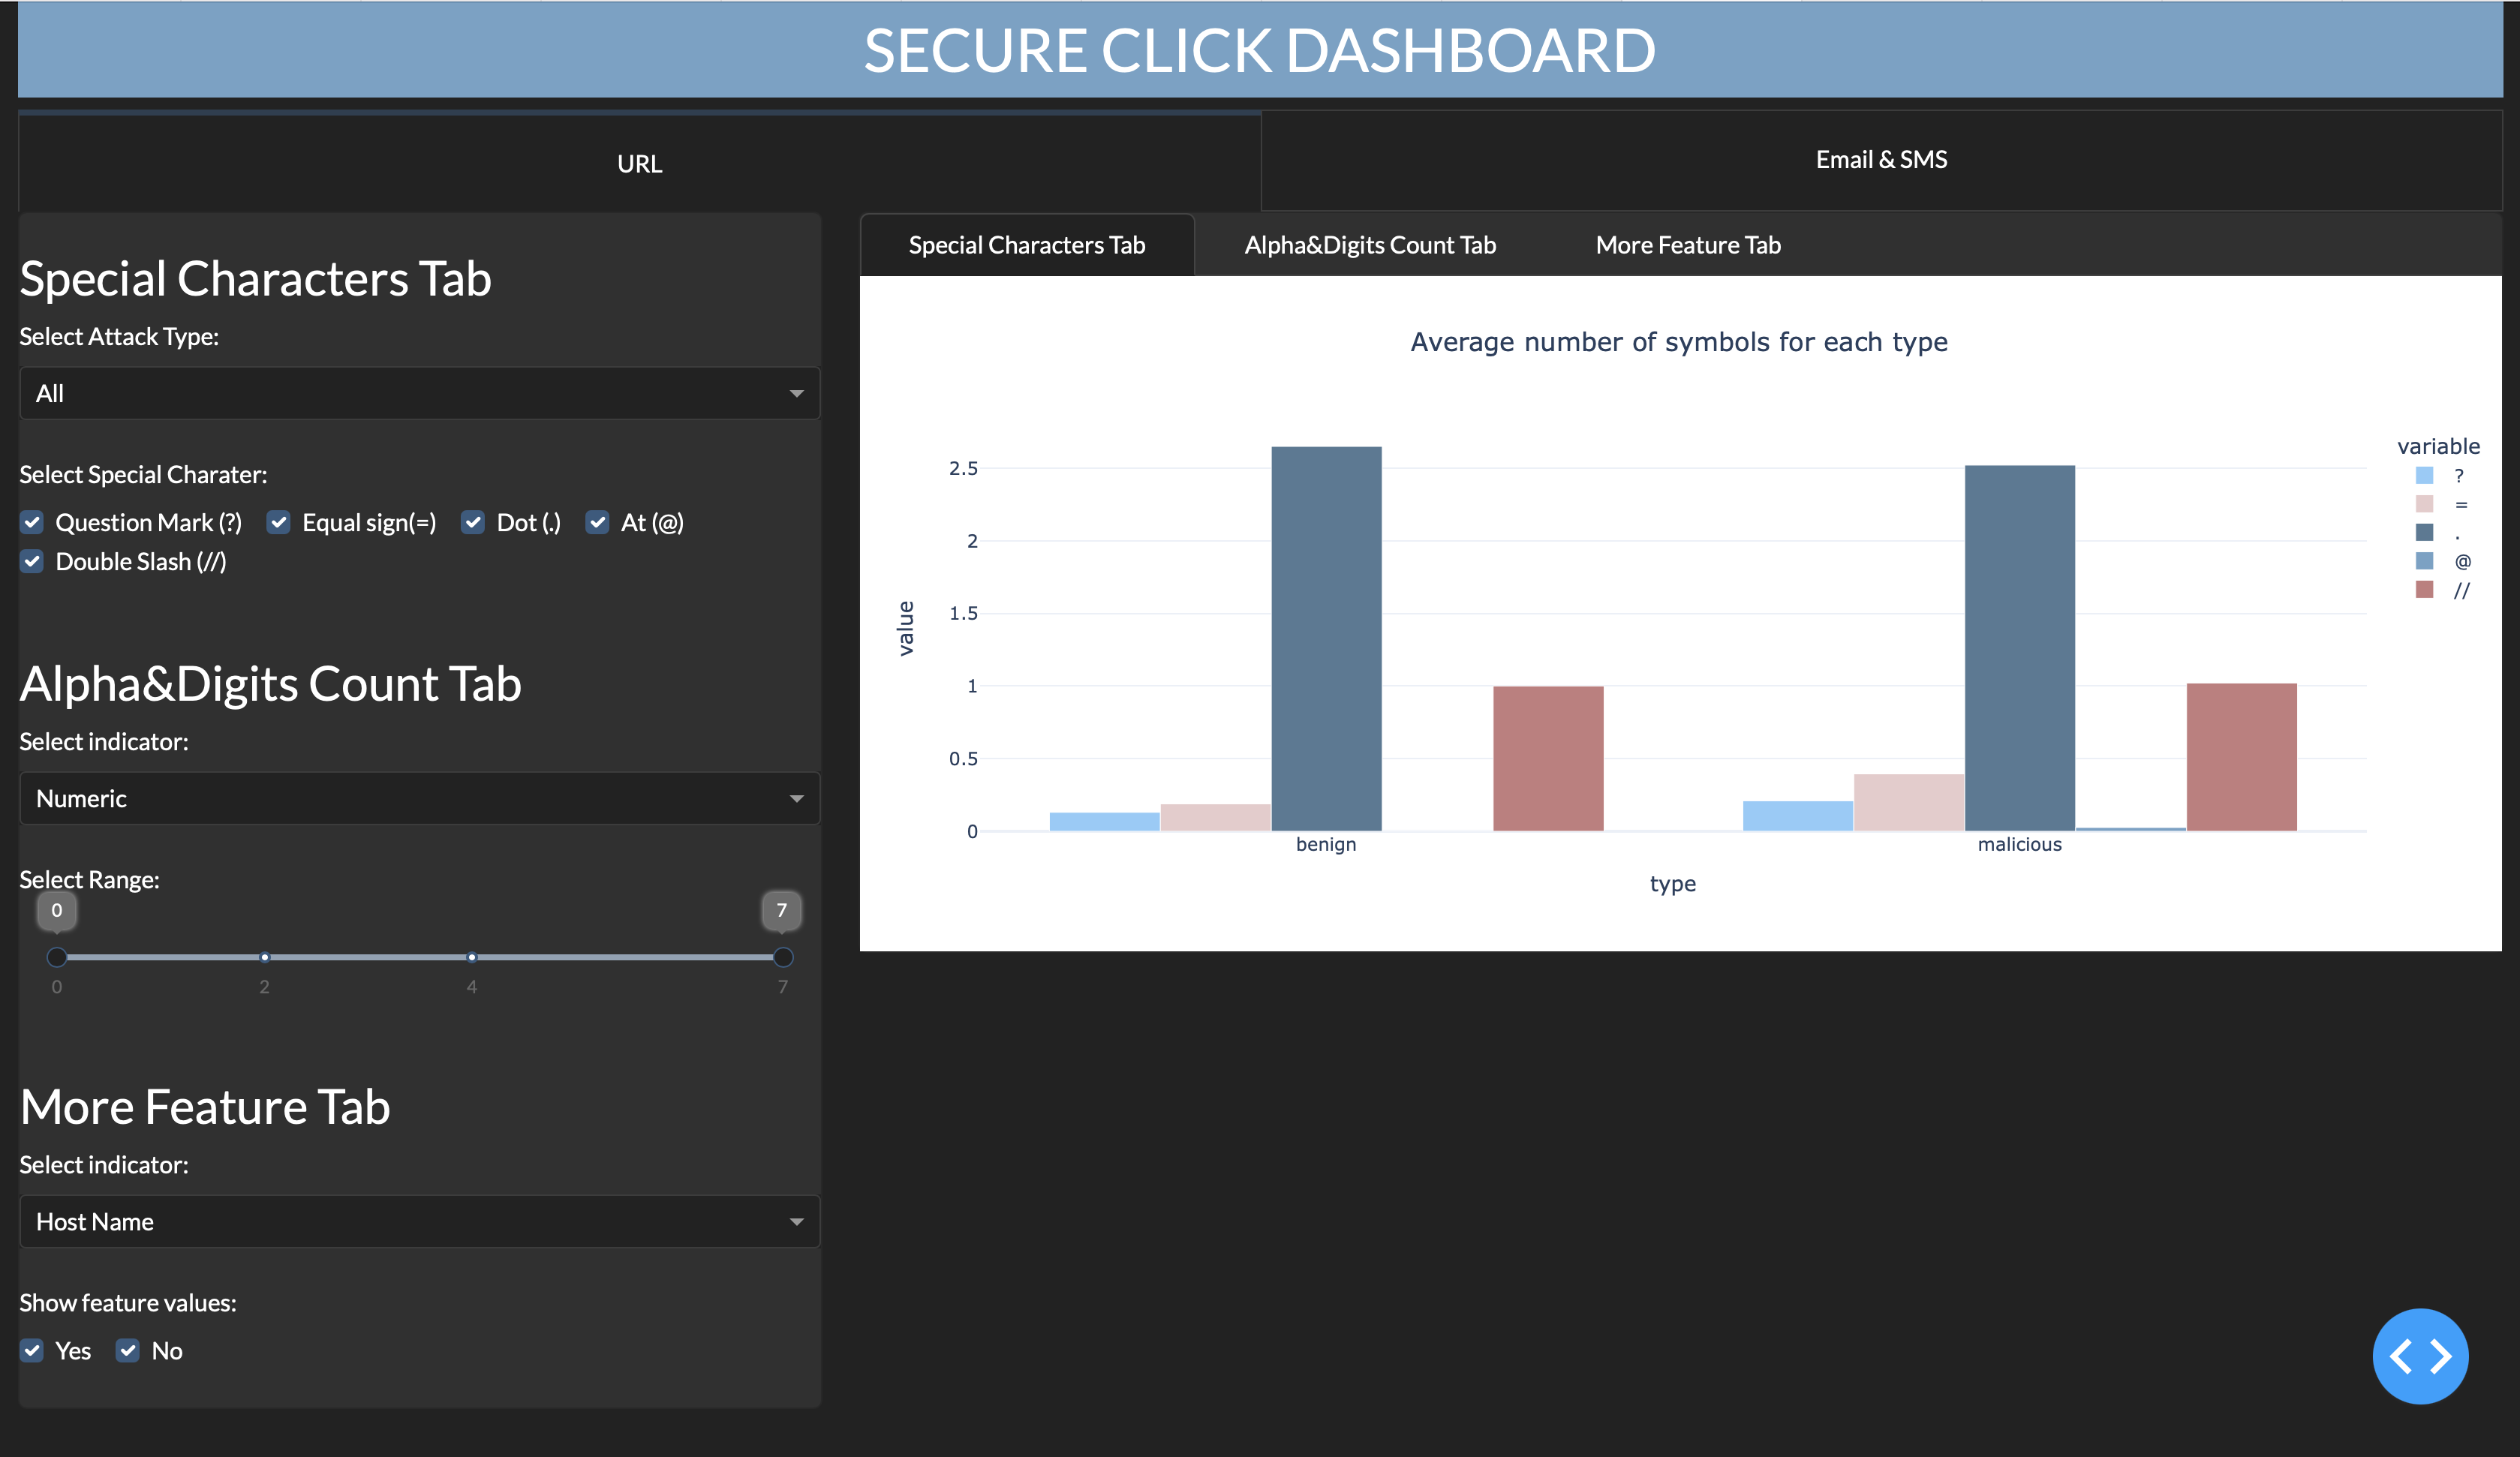 SECURE CLICK DASHBOARD
URL
Email & SMS
Special Characters Tab
Select Attack Type:
All
Select Special Charater:
Question Mark (?) Equal sign(=) Dot (.) At (@)
Double Slash (//)
Alpha&Digits Count Tab
Select indicator:
Numeric
Select Range:
0 7
0 2 4 7
More Feature Tab
Select indicator:
Host Name
Show feature values:
Yes No
Special Characters Tab Alpha&Digits Count Tab More Feature Tab
Average number of symbols for each type
value
2.5
2
1.5
1
0.5
0
benign malicious
type
variable
?
=
.
@
//